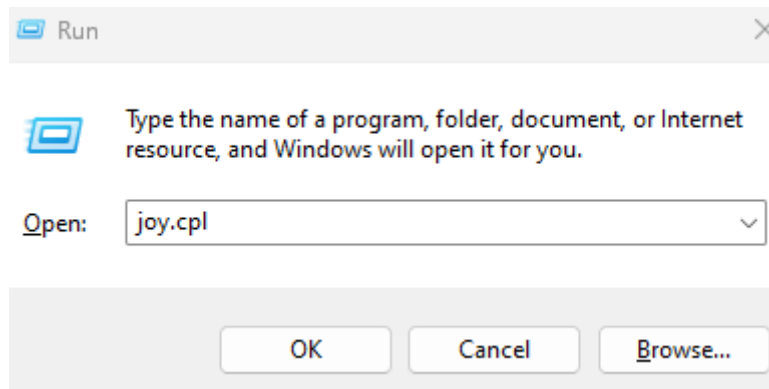 Run
Type the name of a program, folder, document, or Internet
resource, and Windows will open it for you.
Open: joy.cpl
OK Cancel Browse...